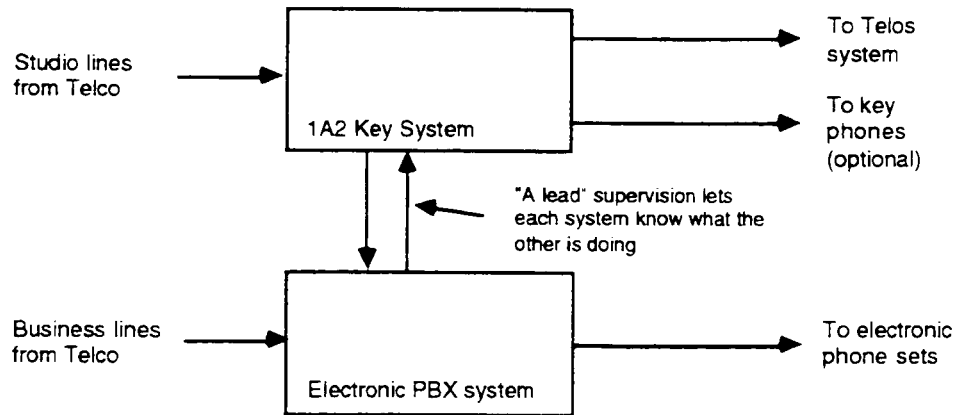 Studio lines
from Telco
1A2 Key System
To Telos
system
To key
phones
(optional)
"A lead" supervision lets
each system know what the
other is doing
Business lines
from Telco
Electronic PBX system
To electronic
phone sets